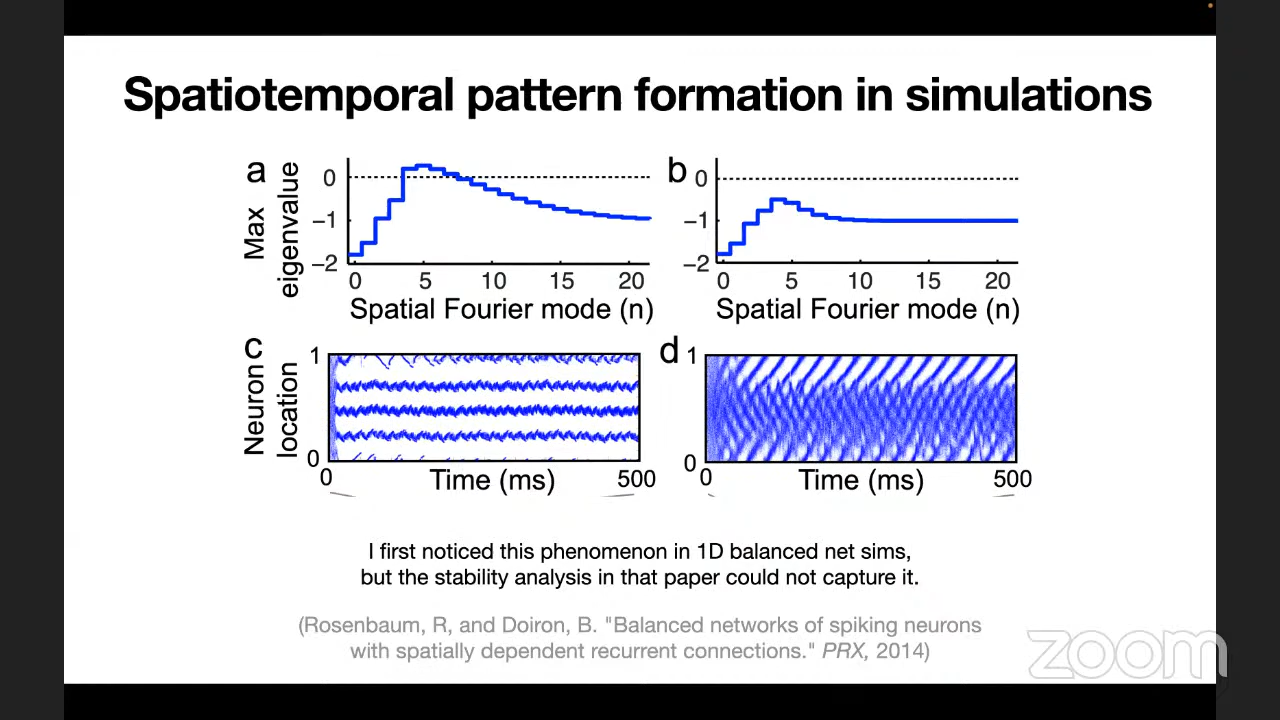 Spatiotemporal pattern formation in simulations
a
Max
eigenvalue
0
−1
−2
0 5 10 15 20
Spatial Fourier mode (n)
b
0
−1
−2
0 5 10 15 20
Spatial Fourier mode (n)
c
Neuron
location
1
0
0 Time (ms) 500
d
1
0
0 Time (ms) 500
I first noticed this phenomenon in 1D balanced net sims,
but the stability analysis in that paper could not capture it.
(Rosenbaum, R, and Doiron, B. "Balanced networks of spiking neurons
with spatially dependent recurrent connections." PRX, 2014)
zoom